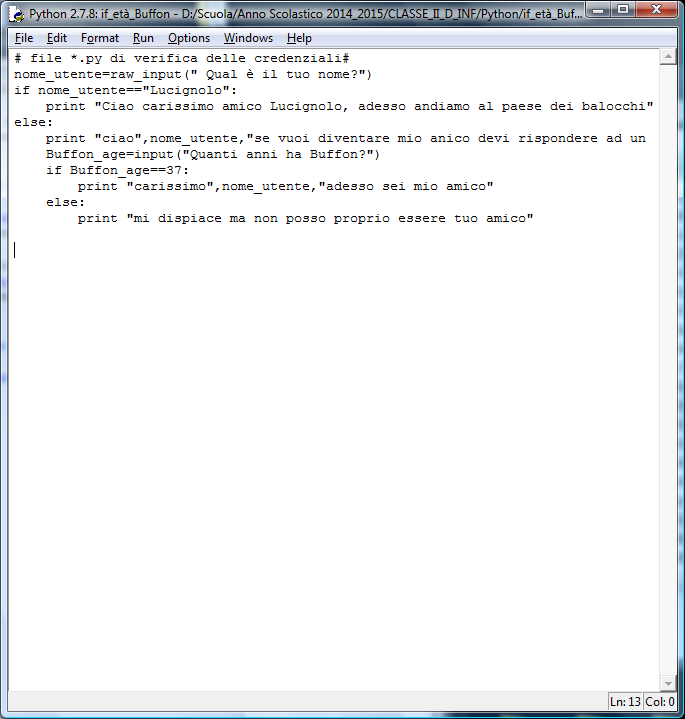 Python 2.7.8: if_età_Buffon - D:/Scuola/Anno Scolastico 2014_2015/CLASSE_II_D_INF/Python/if_età_Buf...
File Edit Format Run Options Windows Help
# file *.py di verifica delle credenziali#
nome_utente=raw_input(" Qual è il tuo nome?")
if nome_utente=="Lucignolo":
    print "Ciao carissimo amico Lucignolo, adesso andiamo al paese dei balocchi"
else:
    print "ciao",nome_utente,"se vuoi diventare mio anico devi rispondere ad un
    Buffon_age=input("Quanti anni ha Buffon?")
    if Buffon_age==37:
        print "carissimo",nome_utente,"adesso sei mio amico"
    else:
        print "mi dispiace ma non posso proprio essere tuo amico"
Ln: 13 Col: 0